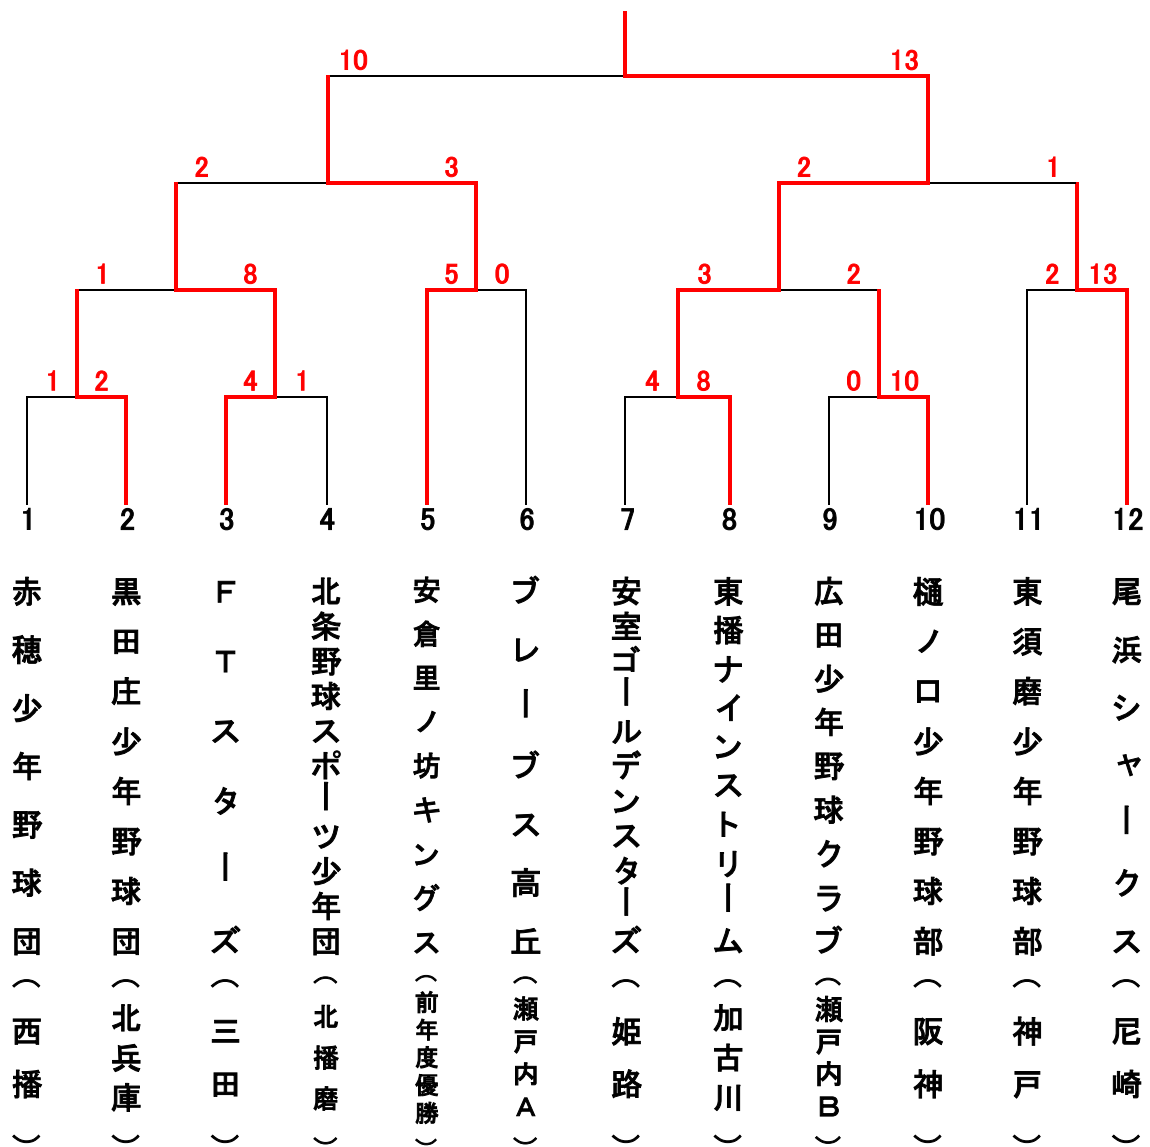 10 13
2 3 2 1
1 8 5 0 3 2 2 13
1 2 4 1 4 8 0 10
1 2 3 4 5 6 7 8 9 10 11 12
赤穂少年野球団（西播）
黒田庄少年野球団（北兵庫）
ＦＴスターズ（三田）
北条野球スポーツ少年団（北播磨）
安倉里ノ坊キングス（前年度優勝）
ブレーブス高丘（瀬戸内Ａ）
安室ゴールデンスターズ（姫路）
東播ナインストリーム（加古川）
広田少年野球クラブ（瀬戸内Ｂ）
樋ノ口少年野球部（阪神）
東須磨少年野球部（神戸）
尾浜シャークス（尼崎）